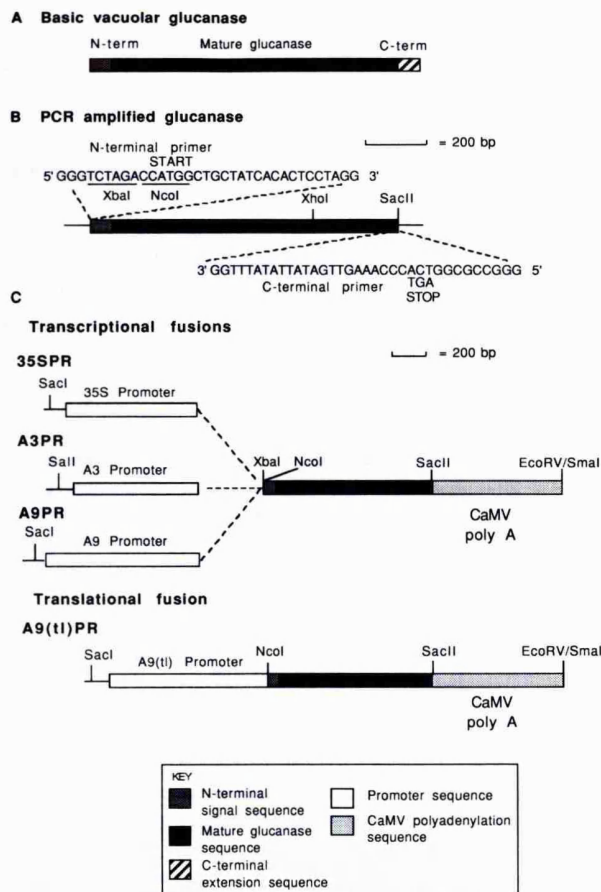 A Basic vacuolar glucanase
N-term Mature glucanase C-term
B PCR amplified glucanase
N-terminal primer = 200 bp
START
5' GGGTCTAGACCATGGCTGCTATCACACTCCTAGG 3'
XbaI NcoI XhoI SacII
3' GGTTTATATTATAGTTGAAACCCACTGGCGCCGGG 5'
C-terminal primer TGA
STOP
C
Transcriptional fusions
= 200 bp
35SPR
SacI 35S Promoter
A3PR
SalI A3 Promoter XbaI NcoI SacII EcoRV/SmaI
A9PR
SacI A9 Promoter
CaMV
poly A
Translational fusion
A9(tl)PR
SacI A9(tl) Promoter NcoI SacII EcoRV/SmaI
CaMV
poly A
KEY
N-terminal
signal sequence
Mature glucanase
sequence
C-terminal
extension sequence
Promoter sequence
CaMV polyadenylation
sequence